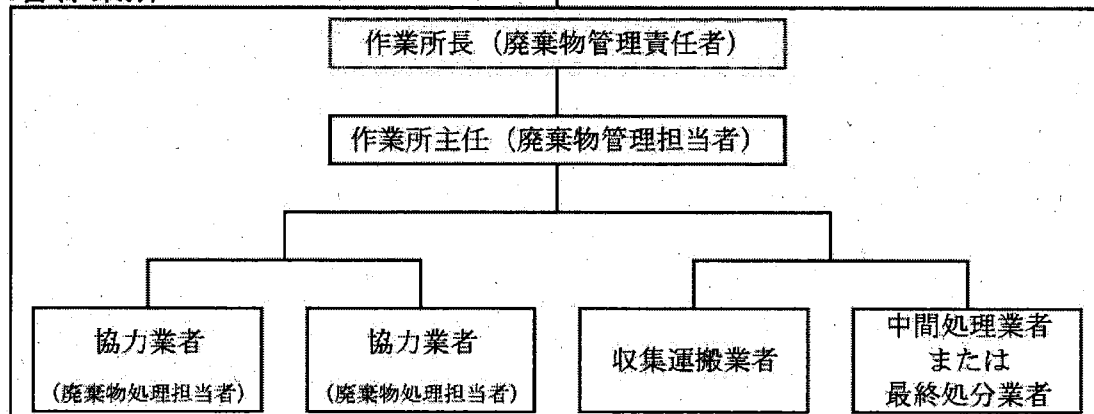 作業所長（廃棄物管理責任者）
作業所主任（廃棄物管理担当者）
協力業者
(廃棄物処理担当者)
協力業者
(廃棄物処理担当者)
収集運搬業者
中間処理業者
または
最終処分業者